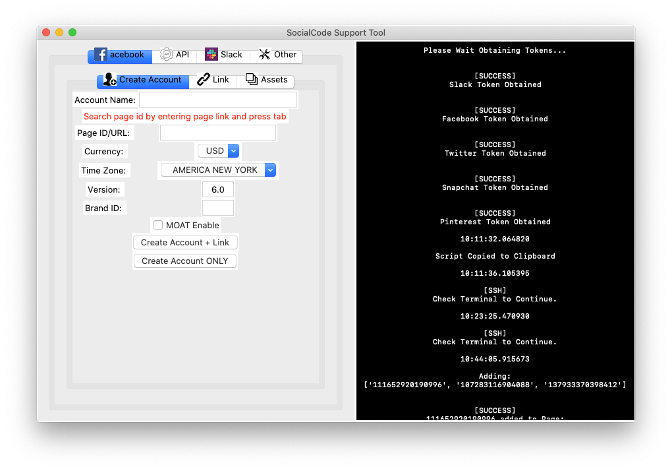 SocialCode Support Tool
acebook API Slack Other
Create Account Link Assets
Account Name:
Search page id by entering page link and press tab
Page ID/URL:
Currency: USD
Time Zone: AMERICA NEW YORK
Version: 6.0
Brand ID:
MOAT Enable
Create Account + Link
Create Account ONLY
Please Wait Obtaining Tokens...
[SUCCESS]
Slack Token Obtained
[SUCCESS]
Facebook Token Obtained
[SUCCESS]
Twitter Token Obtained
[SUCCESS]
Snapchat Token Obtained
[SUCCESS]
Pinterest Token Obtained
10:11:32.064820
Script Copied to Clipboard
10:11:36.105395
[SSH]
Check Terminal to Continue.
10:23:25.470930
[SSH]
Check Terminal to Continue.
10:44:05.915673
Adding:
['111652920190996', '107283116904088', '137933370398412']
[SUCCESS]
111652920190996 added to Page: